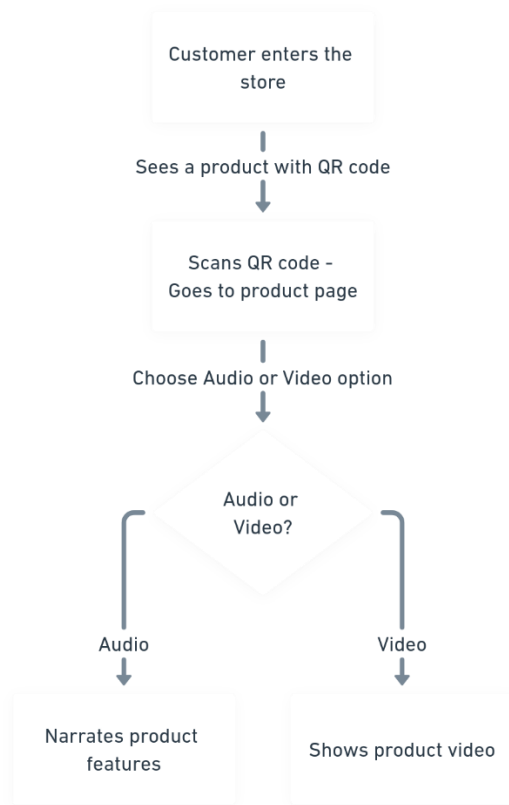 Customer enters the
store
Sees a product with QR code
Scans QR code -
Goes to product page
Choose Audio or Video option
Audio or
Video?
Audio
Video
Narrates product
features
Shows product video